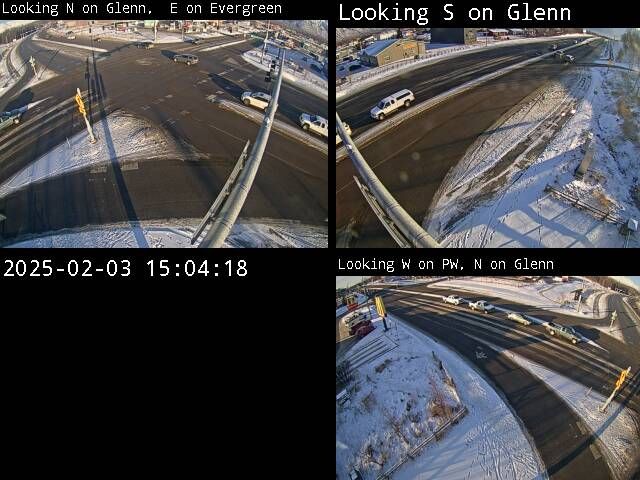 Looking N on Glenn,  E on Evergreen
Looking S on Glenn
2025-02-03 15:04:18
Looking W on PW, N on Glenn